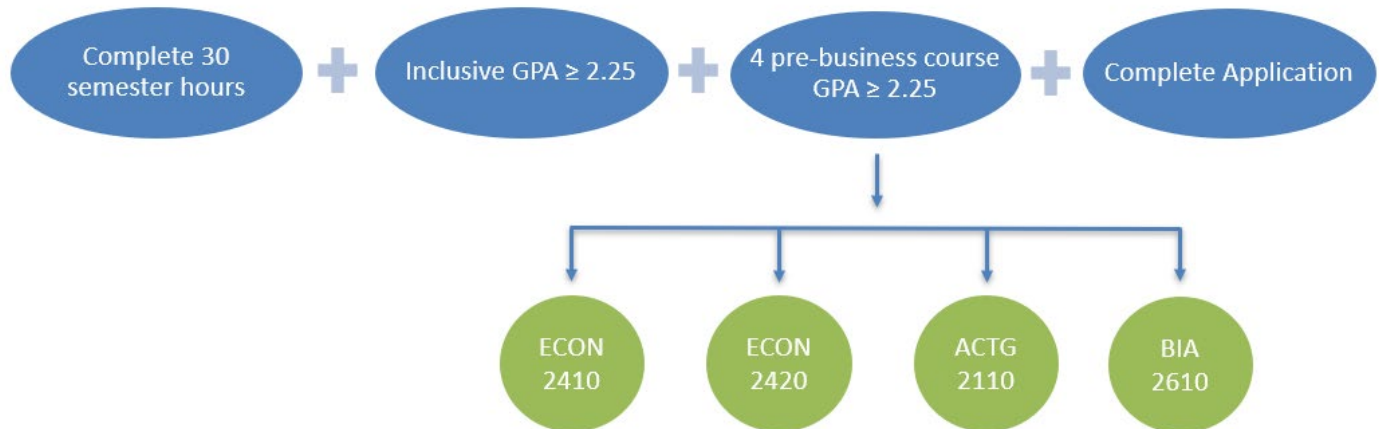 Complete 30
semester hours
Inclusive GPA ≥ 2.25
4 pre-business course
GPA ≥ 2.25
Complete Application
ECON
2410
ECON
2420
ACTG
2110
BIA
2610